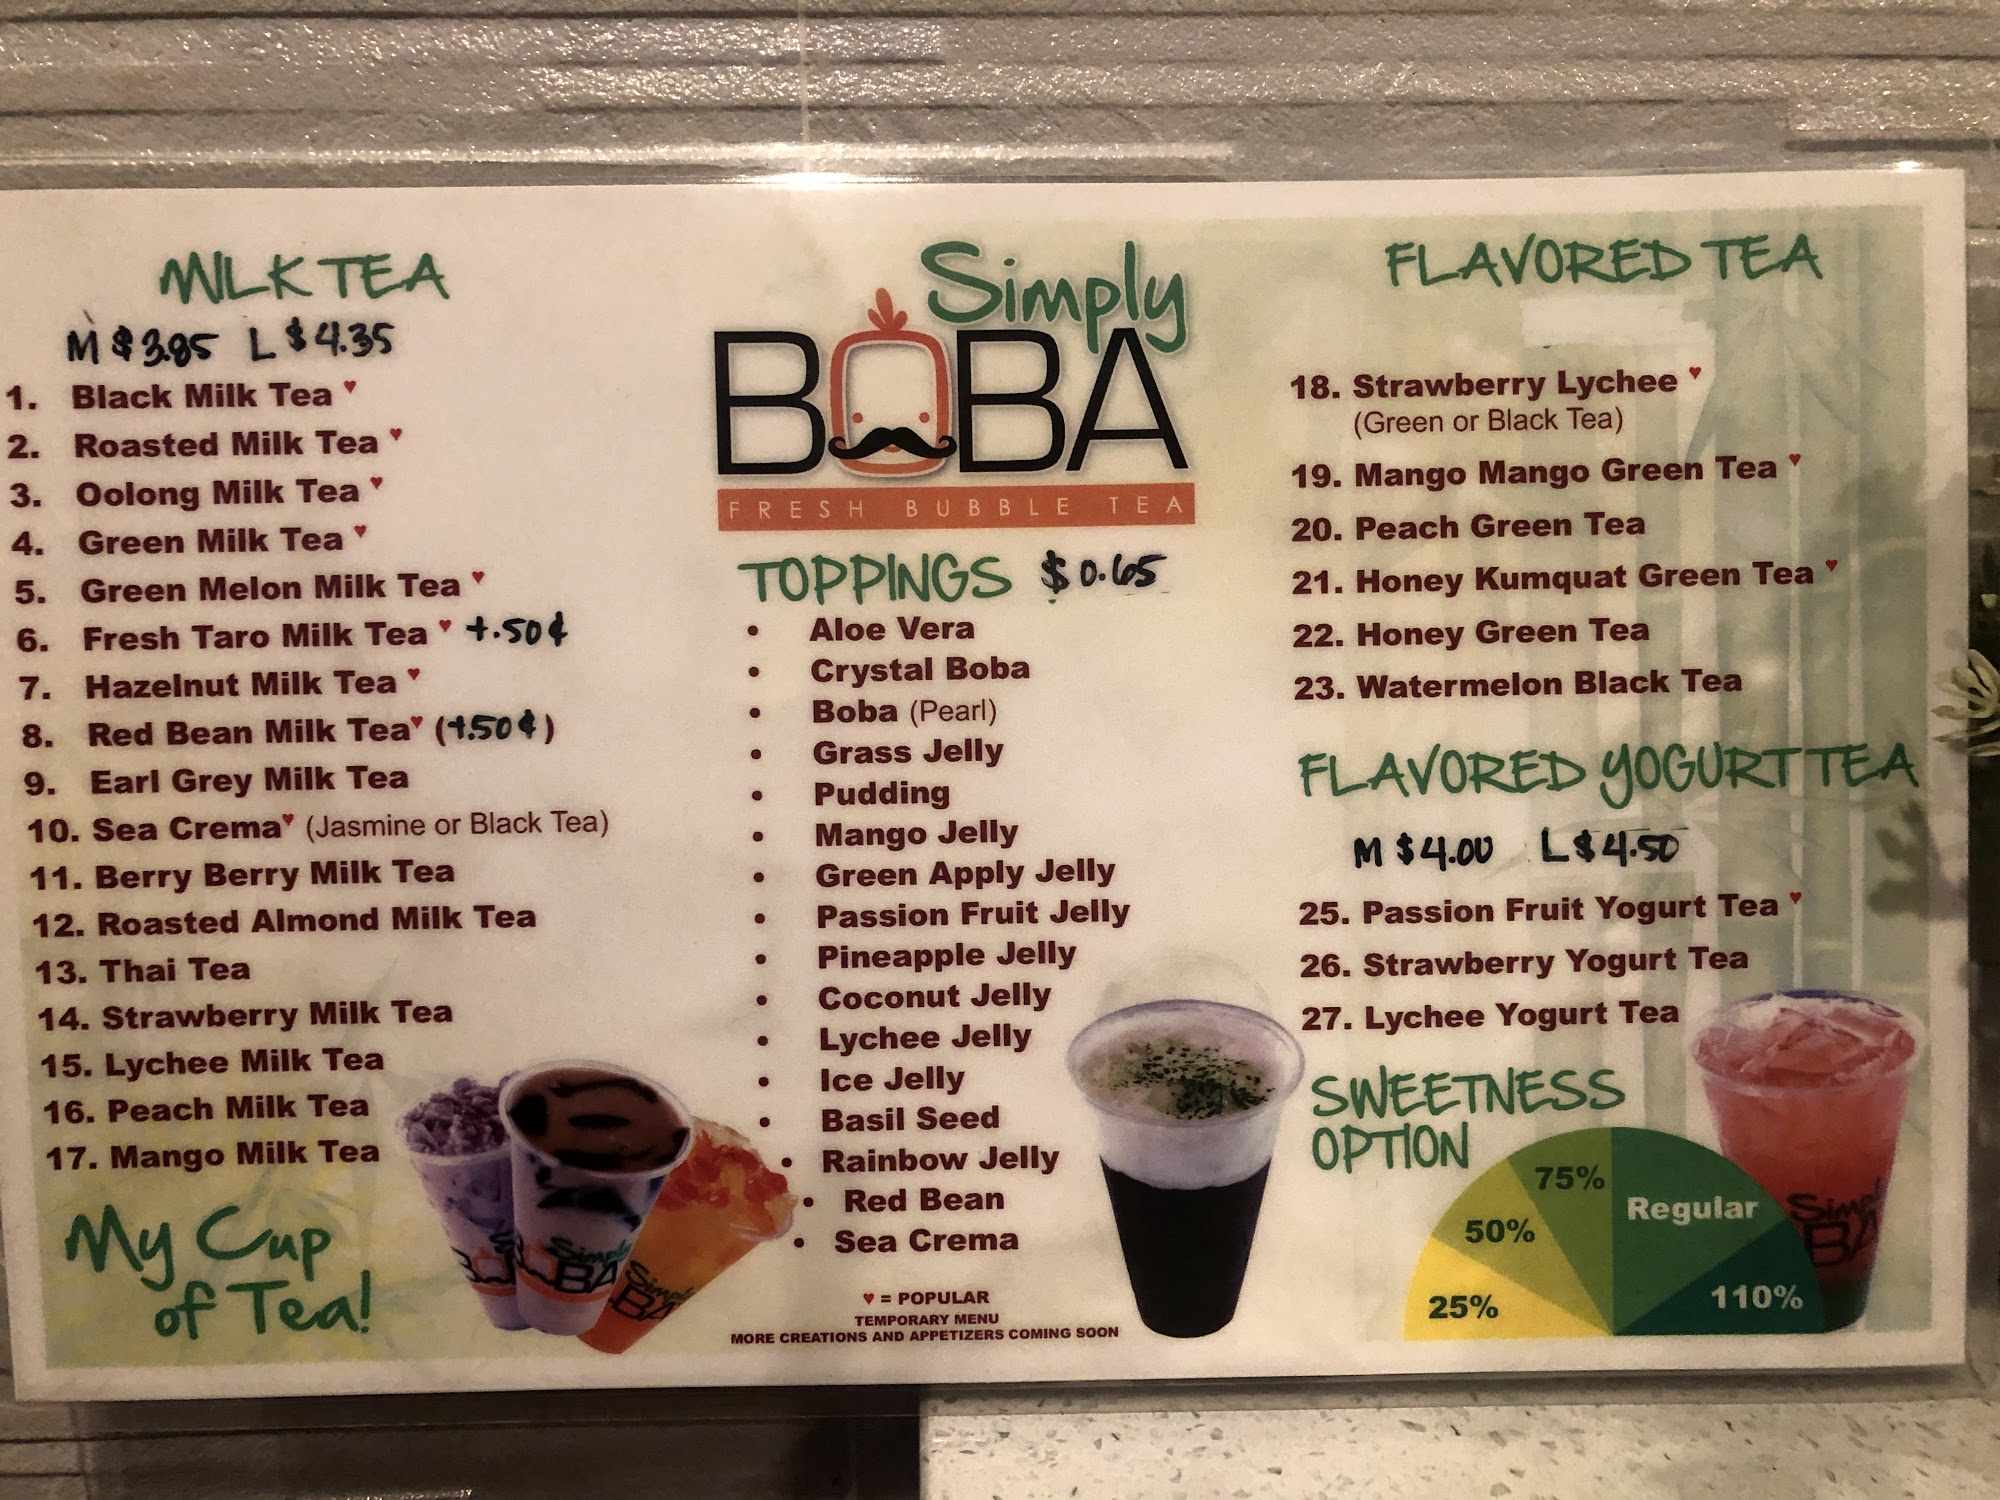 MILK TEA
M $3.85 L $4.35
1. Black Milk Tea ♥
2. Roasted Milk Tea ♥
3. Oolong Milk Tea ♥
4. Green Milk Tea ♥
5. Green Melon Milk Tea ♥
6. Fresh Taro Milk Tea ♥ +.50¢
7. Hazelnut Milk Tea ♥
8. Red Bean Milk Tea ♥ (+.50¢)
9. Earl Grey Milk Tea
10. Sea Crema ♥ (Jasmine or Black Tea)
11. Berry Berry Milk Tea
12. Roasted Almond Milk Tea
13. Thai Tea
14. Strawberry Milk Tea
15. Lychee Milk Tea
16. Peach Milk Tea
17. Mango Milk Tea
My Cup
of Tea!
Simply
BOBA
FRESH BUBBLE TEA
TOPPINGS $0.65
• Aloe Vera
• Crystal Boba
• Boba (Pearl)
• Grass Jelly
• Pudding
• Mango Jelly
• Green Apply Jelly
• Passion Fruit Jelly
• Pineapple Jelly
• Coconut Jelly
• Lychee Jelly
• Ice Jelly
• Basil Seed
• Rainbow Jelly
• Red Bean
• Sea Crema
♥ = POPULAR
TEMPORARY MENU
MORE CREATIONS AND APPETIZERS COMING SOON
Simply
BA
Simply
BA
FLAVORED TEA
18. Strawberry Lychee ♥
(Green or Black Tea)
19. Mango Mango Green Tea ♥
20. Peach Green Tea
21. Honey Kumquat Green Tea ♥
22. Honey Green Tea
23. Watermelon Black Tea
FLAVORED YOGURT TEA
M $4.00 L $4.50
25. Passion Fruit Yogurt Tea ♥
26. Strawberry Yogurt Tea
27. Lychee Yogurt Tea
SWEETNESS
OPTION
25%
50%
75%
Regular
110%
Simp
BA